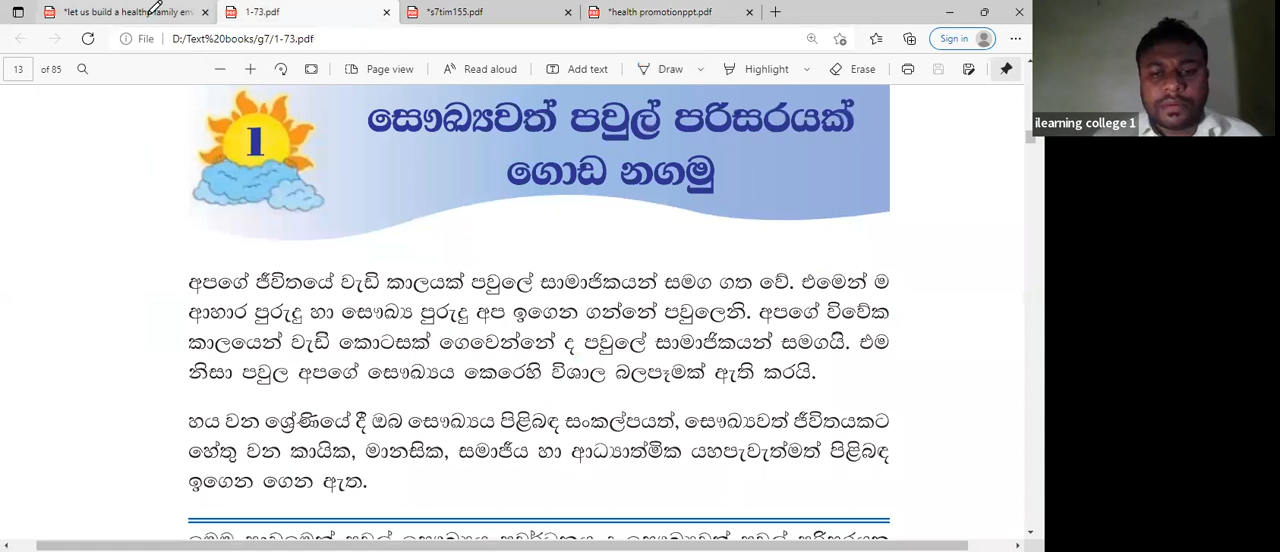 *let us build a healthy family env
1-73.pdf
*s7tim155.pdf
*health promotionppt.pdf
File D:/Text%20books/g7/1-73.pdf
Sign in
13 of 85
Page view
Read aloud
Add text
Draw
Highlight
Erase
ilearning college 1
1
සෞඛ්‍යවත් පවුල් පරිසරයක්
ගොඩ නගමු
අපගේ ජීවිතයේ වැඩි කාලයක් පවුලේ සාමාජිකයන් සමග ගත වේ. එමෙන් ම
ආහාර පුරුදු හා සෞඛ්‍ය පුරුදු අප ඉගෙන ගන්නේ පවුලෙනි. අපගේ විවේක
කාලයෙන් වැඩි කොටසක් ගෙවෙන්නේ ද පවුලේ සාමාජිකයන් සමගයි. එම
නිසා පවුල අපගේ සෞඛ්‍යය කෙරෙහි විශාල බලපෑමක් ඇති කරයි.
හය වන ශ්‍රේණියේ දී ඔබ සෞඛ්‍යය පිළිබඳ සංකල්පයත්, සෞඛ්‍යවත් ජීවිතයකට
හේතු වන කායික, මානසික, සමාජීය හා ආධ්‍යාත්මික යහපැවැත්මත් පිළිබඳ
ඉගෙන ගෙන ඇත.